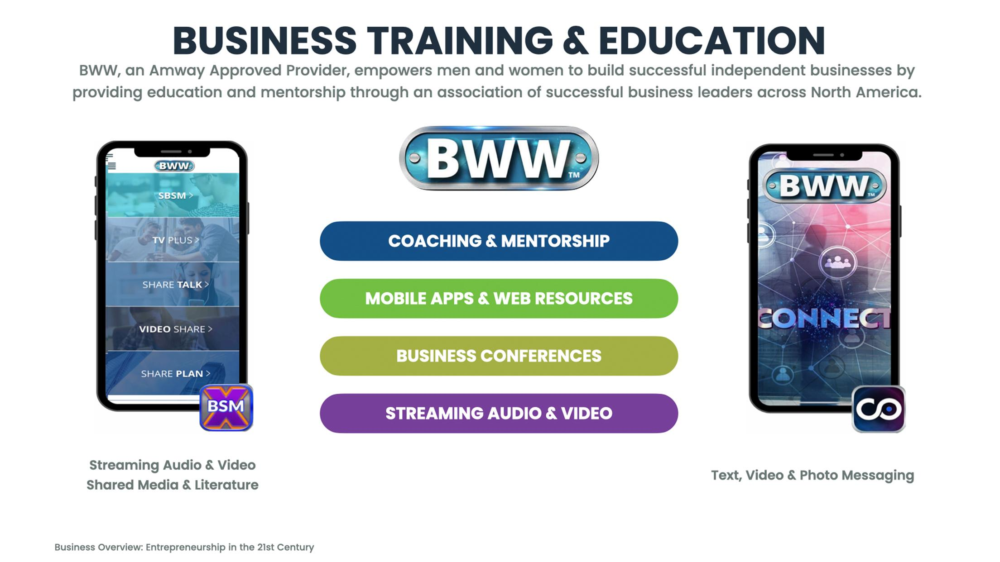 BUSINESS TRAINING & EDUCATION
BWW, an Amway Approved Provider, empowers men and women to build successful independent businesses by
providing education and mentorship through an association of successful business leaders across North America.
BWW
SBSM >
TV PLUS >
SHARE TALK >
VIDEO SHARE >
SHARE PLAN >
BSM
Streaming Audio & Video
Shared Media & Literature
BWW™
COACHING & MENTORSHIP
MOBILE APPS & WEB RESOURCES
BUSINESS CONFERENCES
STREAMING AUDIO & VIDEO
BWW™
CONNECT
CO
Text, Video & Photo Messaging
Business Overview: Entrepreneurship in the 21st Century